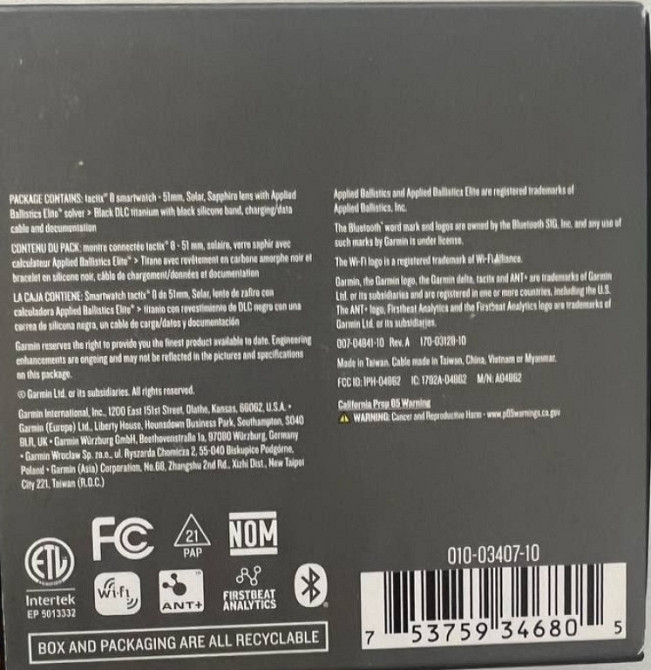 PACKAGE CONTAINS: tactix® 8 smartwatch - 51mm, Solar, Sapphire lens with Applied
Ballistics Elite™ solver > Black DLC titanium with black silicone band, charging/data
cable and documentation
CONTENU DU PACK: montre connectée tactix® 8 - 51 mm, solaire, verre saphir avec
calculateur Applied Ballistics Elite™ > Titane avec revêtement en carbone amorphe noir et
bracelet en silicone noir, câble de chargement/données et documentation
LA CAJA CONTIENE: Smartwatch tactix® 8 de 51mm, Solar, lente de zafiro con
calculadora Applied Ballistics Elite™ > titanio con revestimiento de DLC negro con una
correa de silicona negra, un cable de carga/datos y documentación
Garmin reserves the right to provide you the finest product available to date. Engineering
enhancements are ongoing and may not be reflected in the pictures and specifications
on this package.
© Garmin Ltd. or its subsidiaries. All rights reserved.
Garmin International, Inc., 1200 East 151st Street, Olathe, Kansas, 66062, U.S.A. •
Garmin (Europe) Ltd., Liberty House, Hounsdown Business Park, Southampton, SO40
9LR, UK • Garmin Würzburg GmbH, Beethovenstraße 1a, 97080 Würzburg, Germany
• Garmin Wroclaw Sp. zo.o., ul. Ryszarda Chomicza 2, 55-040 Biskupice Podgórne,
Poland • Garmin (Asia) Corporation, No.68, Zhangshu 2nd Rd., Xizhi Dist., New Taipei
City 221, Taiwan (R.O.C.)
Applied Ballistics and Applied Ballistics Elite are registered trademarks of
Applied Ballistics, Inc.
The Bluetooth® word mark and logos are owned by the Bluetooth SIG, Inc. and any use of
such marks by Garmin is under license.
The Wi-Fi logo is a registered trademark of Wi-Fi Alliance.
Garmin, the Garmin logo, the Garmin delta, tactix and ANT+ are trademarks of Garmin
Ltd. or its subsidiaries and are registered in one or more countries, including the U.S.
The ANT+ logo, Firstbeat Analytics and the Firstbeat Analytics logo are trademarks of
Garmin Ltd. or its subsidiaries.
007-04841-10 Rev. A 170-03128-10
Made in Taiwan. Cable made in Taiwan, China, Vietnam or Myanmar.
FCC ID: IPH-04862 IC: 1792A-04862 M/N: A04862
California Prop 65 Warning
WARNING: Cancer and Reproductive Harm - www.p65warnings.ca.gov
FC
21
PAP
NOM
ETL
Intertek
EP 5013332
Wi-Fi
ANT+
FIRSTBEAT
ANALYTICS
BOX AND PACKAGING ARE ALL RECYCLABLE
010-03407-10
7 53759 34680 5